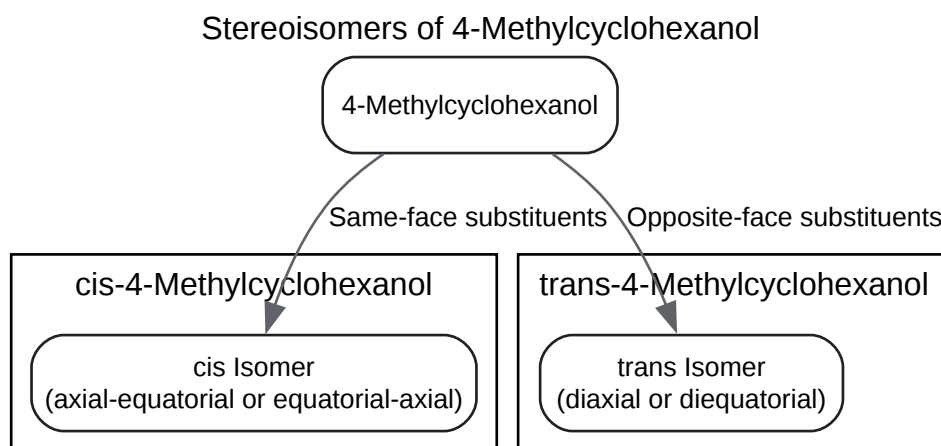 Stereoisomers of 4-Methylcyclohexanol
4-Methylcyclohexanol
Same-face substituents
Opposite-face substituents
cis-4-Methylcyclohexanol
trans-4-Methylcyclohexanol
cis Isomer
(axial-equatorial or equatorial-axial)
trans Isomer
(diaxial or diequatorial)